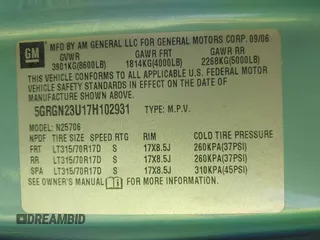 GM
MFD BY AM GENERAL LLC FOR GENERAL MOTORS CORP. 09/06
GVWR GAWR FRT GAWR RR
3901KG(8600LB) 1814KG(4000LB) 2268KG(5000LB)
THIS VEHICLE CONFORMS TO ALL APPLICABLE U.S. FEDERAL
MOTOR VEHICLE SAFETY AND THEFT PREVENTION STANDARDS
IN EFFECT ON THE DATE OF MANUFACTURE SHOWN ABOVE.
5GRGN23U17H102931 TYPE: M.P.V.
MODEL: N25706
TIRE SIZE SPEED RTG RIM COLD TIRE PRESSURE
FRT LT315/70R17D S 17X8.5J 260KPA(37PSI)
RR LT315/70R17D S 17X8.5J 260KPA(37PSI)
SPA LT315/70R17D S 17X8.5J 310KPA(45PSI)
SEE OWNER'S MANUAL FOR MORE INFORMATION
DREAMBID